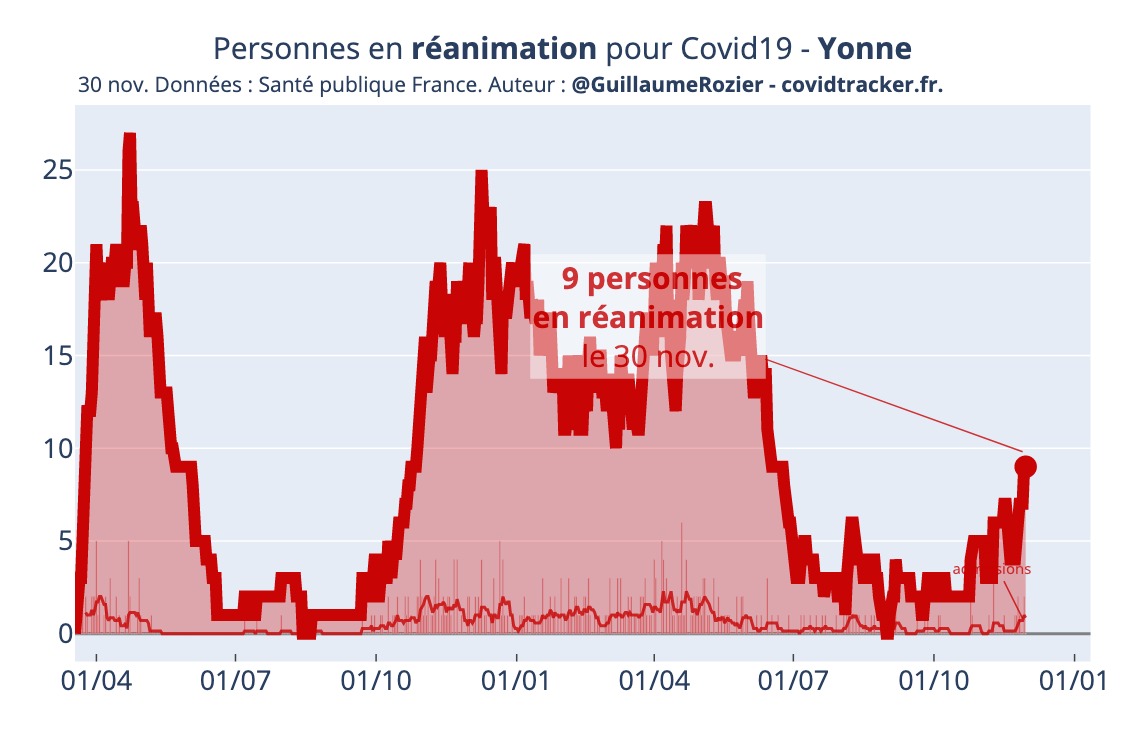 Personnes en réanimation pour Covid19 - Yonne
30 nov. Données : Santé publique France. Auteur : @GuillaumeRozier - covidtracker.fr.
25
20
15
10
5
0
9 personnes
en réanimation
le 30 nov.
admissions
01/04 01/07 01/10 01/01 01/04 01/07 01/10 01/01